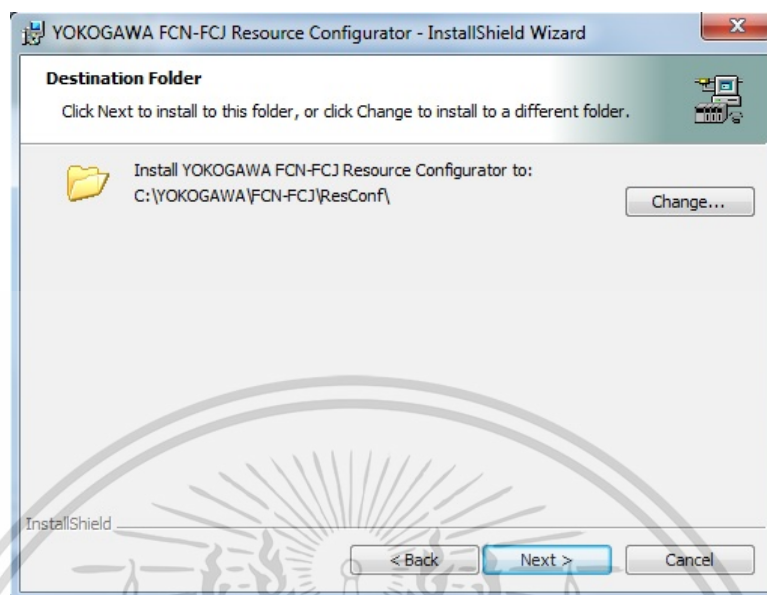 YOKOGAWA FCN-FCJ Resource Configurator - InstallShield Wizard
Destination Folder
Click Next to install to this folder, or click Change to install to a different folder.
Install YOKOGAWA FCN-FCJ Resource Configurator to:
C:\YOKOGAWA\FCN-FCJ\ResConf\
Change...
InstallShield
< Back
Next >
Cancel